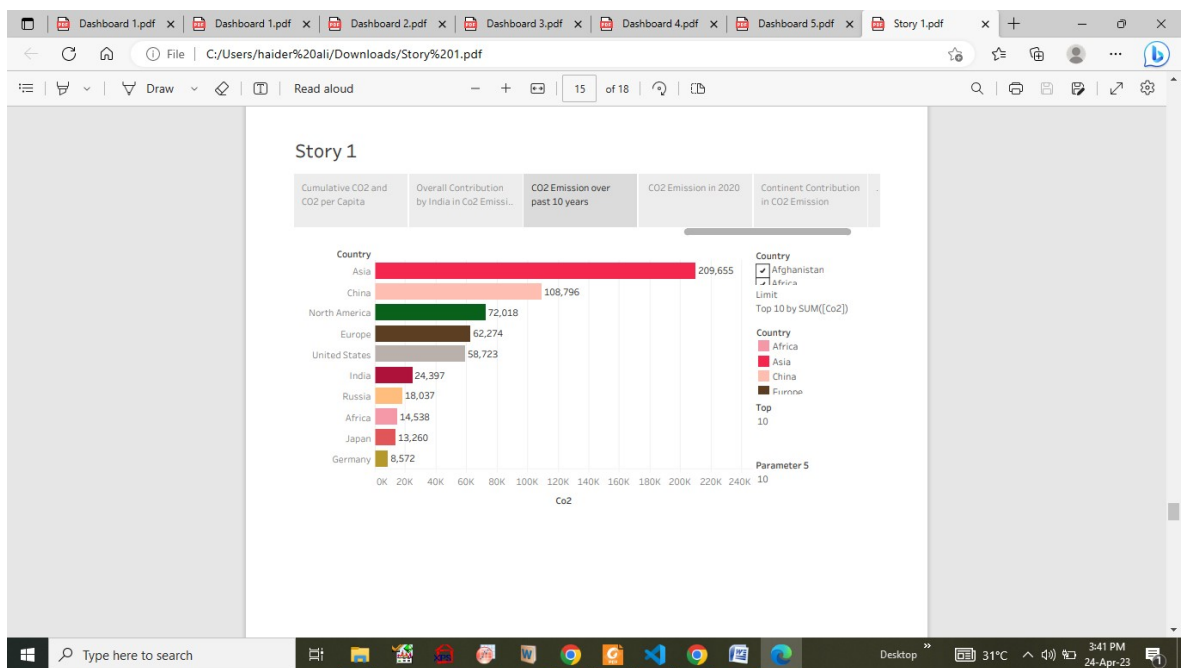 Dashboard 1.pdf
Dashboard 1.pdf
Dashboard 2.pdf
Dashboard 3.pdf
Dashboard 4.pdf
Dashboard 5.pdf
Story 1.pdf
File | C:/Users/haider%20ali/Downloads/Story%201.pdf
Draw
Read aloud
15 of 18
Story 1
Cumulative CO2 and
CO2 per Capita
Overall Contribution
by India in Co2 Emissi..
CO2 Emission over
past 10 years
CO2 Emission in 2020
Continent Contribution
in CO2 Emission
Country
Asia 209,655
China 108,796
North America 72,018
Europe 62,274
United States 58,723
India 24,397
Russia 18,037
Africa 14,538
Japan 13,260
Germany 8,572
0K 20K 40K 60K 80K 100K 120K 140K 160K 180K 200K 220K 240K
Co2
Country
Afghanistan
Africa
Limit
Top 10 by SUM([Co2])
Country
Africa
Asia
China
Europe
Top
10
Parameter 5
10
Type here to search
Desktop
31°C
3:41 PM
24-Apr-23